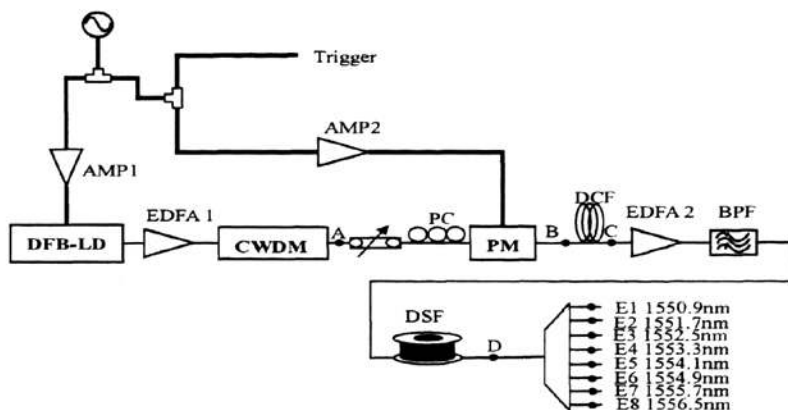 Trigger
AMP2
AMP1
DCF
EDFA 1
PC
B
C
EDFA 2
BPF
DFB-LD
CWDM
A
PM
DSF
D
E1 1550.9nm
E2 1551.7nm
E3 1552.5nm
E4 1553.3nm
E5 1554.1nm
E6 1554.9nm
E7 1555.7nm
E8 1556.5nm